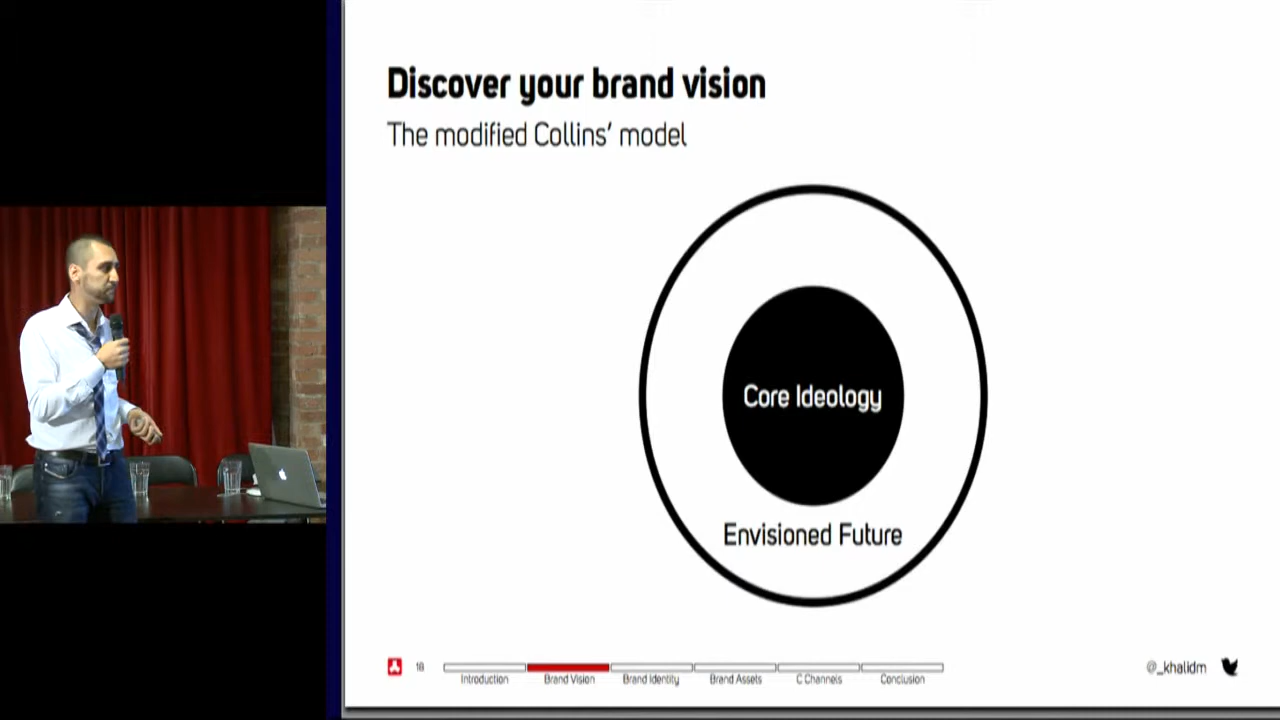 Discover your brand vision
The modified Collins' model
Core Ideology
Envisioned Future
18
Introduction
Brand Vision
Brand Identity
Brand Assets
C Channels
Conclusion
@_khalidm